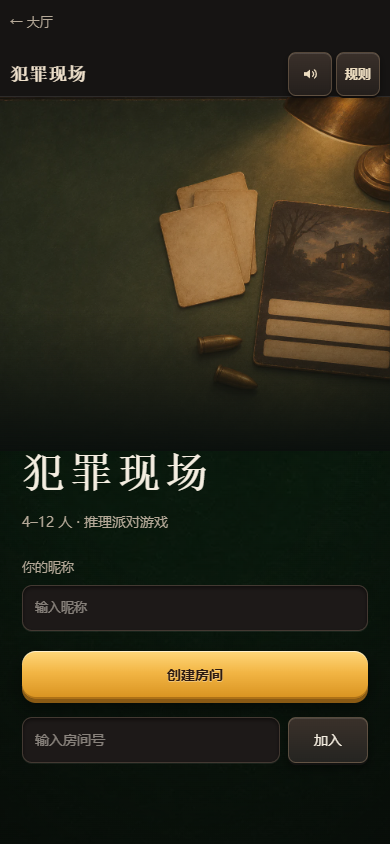 ← 大厅
犯罪现场
规则
犯罪现场
4–12 人 · 推理派对游戏
你的昵称
输入昵称
创建房间
输入房间号
加入